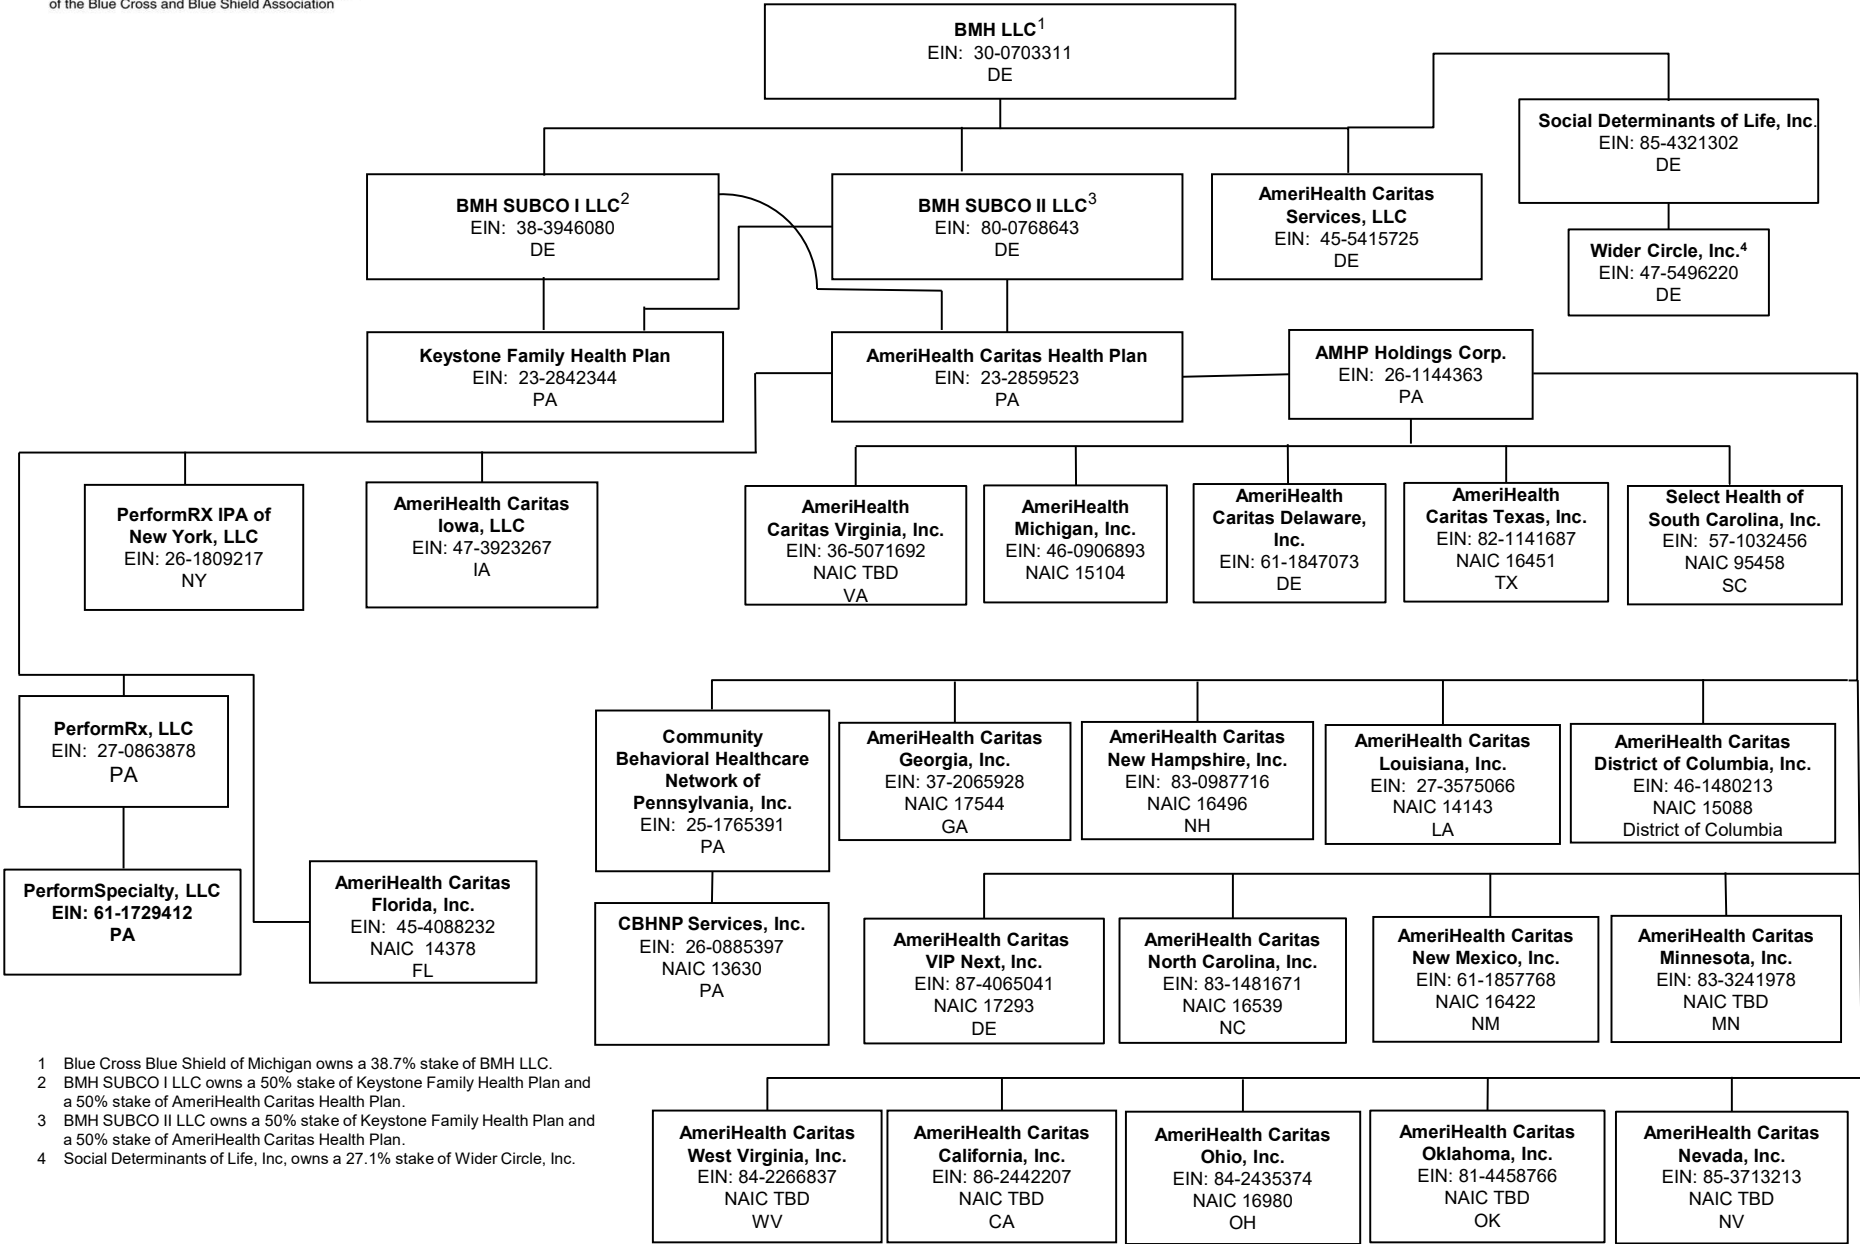 of the Blue Cross and Blue Shield Association
BMH LLC1
EIN: 30-0703311
DE
Social Determinants of Life, Inc.
EIN: 85-4321302
DE
BMH SUBCO I LLC2
EIN: 38-3946080
DE
BMH SUBCO II LLC3
EIN: 80-0768643
DE
AmeriHealth Caritas
Services, LLC
EIN: 45-5415725
DE
Wider Circle, Inc.4
EIN: 47-5496220
DE
Keystone Family Health Plan
EIN: 23-2842344
PA
AmeriHealth Caritas Health Plan
EIN: 23-2859523
PA
AMHP Holdings Corp.
EIN: 26-1144363
PA
PerformRX IPA of
New York, LLC
EIN: 26-1809217
NY
AmeriHealth Caritas
Iowa, LLC
EIN: 47-3923267
IA
AmeriHealth
Caritas Virginia, Inc.
EIN: 36-5071692
NAIC TBD
VA
AmeriHealth
Michigan, Inc.
EIN: 46-0906893
NAIC 15104
AmeriHealth
Caritas Delaware,
Inc.
EIN: 61-1847073
DE
AmeriHealth
Caritas Texas, Inc.
EIN: 82-1141687
NAIC 16451
TX
Select Health of
South Carolina, Inc.
EIN: 57-1032456
NAIC 95458
SC
PerformRx, LLC
EIN: 27-0863878
PA
Community
Behavioral Healthcare
Network of
Pennsylvania, Inc.
EIN: 25-1765391
PA
AmeriHealth Caritas
Georgia, Inc.
EIN: 37-2065928
NAIC 17544
GA
AmeriHealth Caritas
New Hampshire, Inc.
EIN: 83-0987716
NAIC 16496
NH
AmeriHealth Caritas
Louisiana, Inc.
EIN: 27-3575066
NAIC 14143
LA
AmeriHealth Caritas
District of Columbia, Inc.
EIN: 46-1480213
NAIC 15088
District of Columbia
PerformSpecialty, LLC
EIN: 61-1729412
PA
AmeriHealth Caritas
Florida, Inc.
EIN: 45-4088232
NAIC 14378
FL
CBHNP Services, Inc.
EIN: 26-0885397
NAIC 13630
PA
AmeriHealth Caritas
VIP Next, Inc.
EIN: 87-4065041
NAIC 17293
DE
AmeriHealth Caritas
North Carolina, Inc.
EIN: 83-1481671
NAIC 16539
NC
AmeriHealth Caritas
New Mexico, Inc.
EIN: 61-1857768
NAIC 16422
NM
AmeriHealth Caritas
Minnesota, Inc.
EIN: 83-3241978
NAIC TBD
MN
1 Blue Cross Blue Shield of Michigan owns a 38.7% stake of BMH LLC.
2 BMH SUBCO I LLC owns a 50% stake of Keystone Family Health Plan and
a 50% stake of AmeriHealth Caritas Health Plan.
3 BMH SUBCO II LLC owns a 50% stake of Keystone Family Health Plan and
a 50% stake of AmeriHealth Caritas Health Plan.
4 Social Determinants of Life, Inc, owns a 27.1% stake of Wider Circle, Inc.
AmeriHealth Caritas
West Virginia, Inc.
EIN: 84-2266837
NAIC TBD
WV
AmeriHealth Caritas
California, Inc.
EIN: 86-2442207
NAIC TBD
CA
AmeriHealth Caritas
Ohio, Inc.
EIN: 84-2435374
NAIC 16980
OH
AmeriHealth Caritas
Oklahoma, Inc.
EIN: 81-4458766
NAIC TBD
OK
AmeriHealth Caritas
Nevada, Inc.
EIN: 85-3713213
NAIC TBD
NV